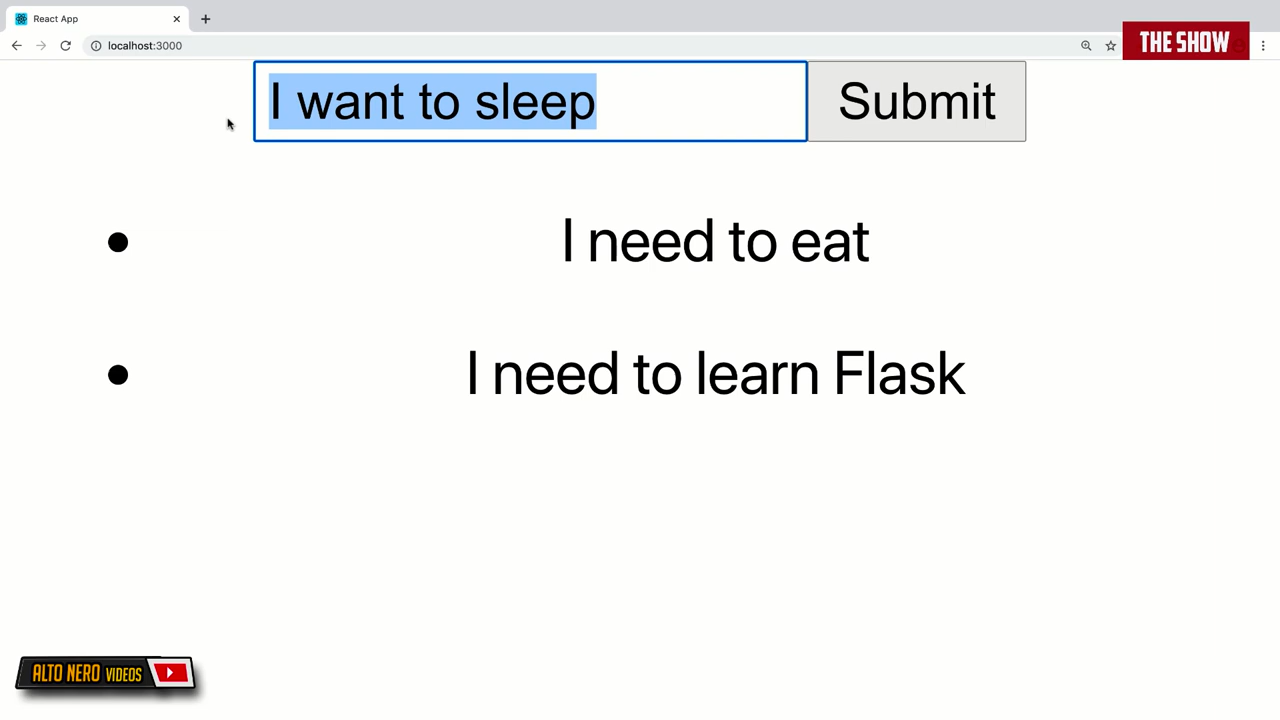 React App
localhost:3000
THE SHOW
I want to sleep
Submit
I need to eat
I need to learn Flask
ALTO NERO VIDEOS